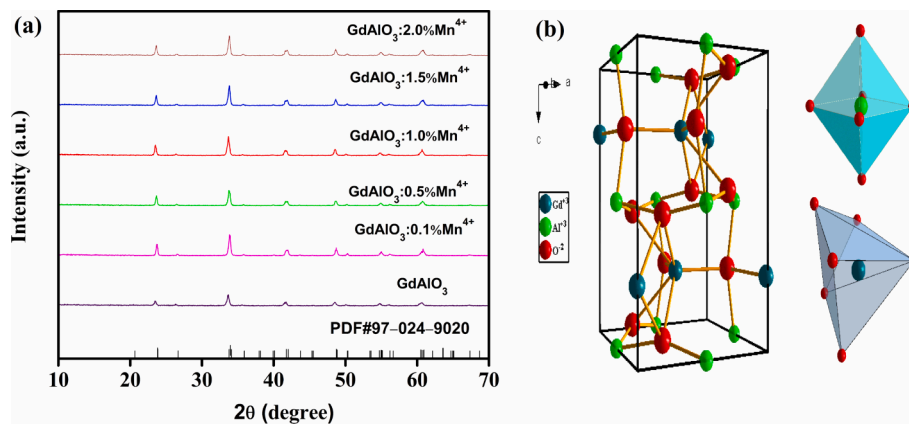 (a)
GdAlO3:2.0%Mn4+
GdAlO3:1.5%Mn4+
GdAlO3:1.0%Mn4+
GdAlO3:0.5%Mn4+
GdAlO3:0.1%Mn4+
GdAlO3
PDF#97–024–9020
Intensity (a.u.)
10 20 30 40 50 60 70
2θ (degree)
(b)
b a
c
Gd+3
Al+3
O-2